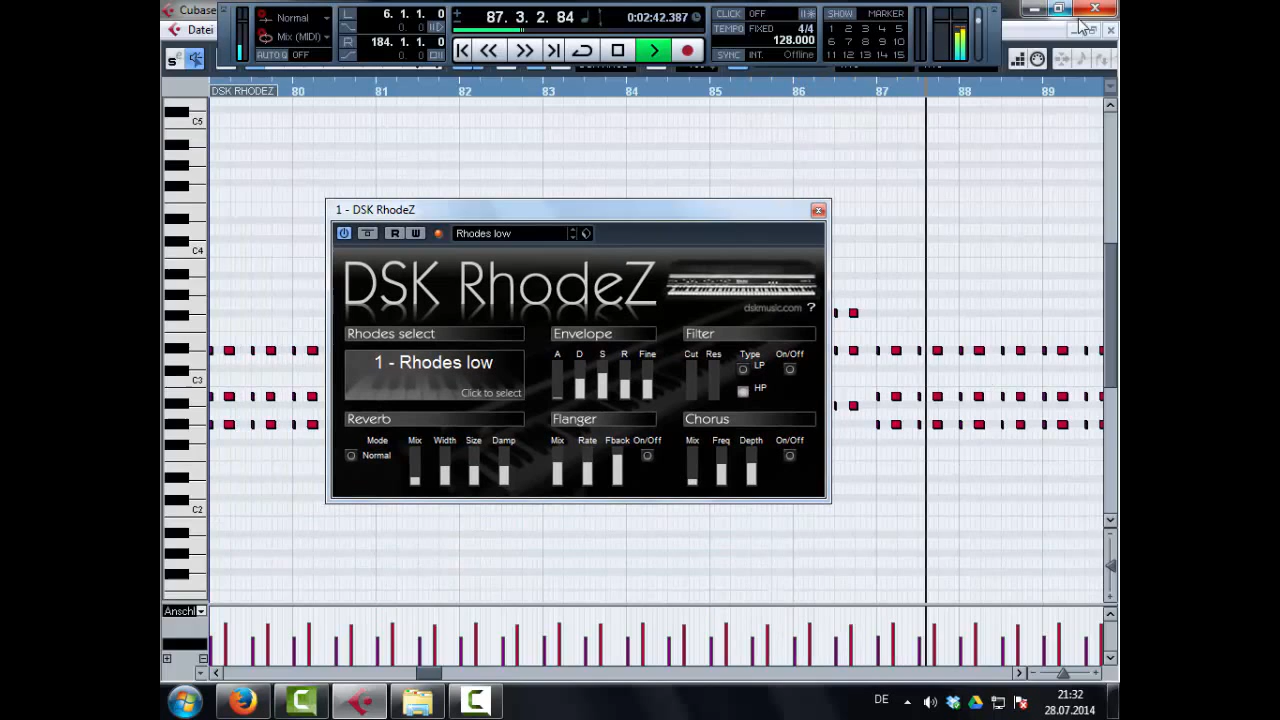 Cubase
Normal
L
6. 1. 1. 0
87. 3. 2. 84
0:02:42.387
CLICK OFF
SHOW MARKER
Datei
Mix (MIDI)
0. 0. 1. 0
TEMPO FIXED 4/4
128.000
1 2 3 4 5
6 7 8 9 10
11 12 13 14 15
AUTO Q OFF
R
184. 1. 1. 0
SYNC INT. Offline
DSK RHODEZ 80 81 82 83 84 85 86 87 88 89
C5
C4
C3
C2
1 - DSK RhodeZ
R W Rhodes low
DSK RhodeZ
dskmusic.com ?
Rhodes select
Envelope
Filter
1 - Rhodes low
Click to select
A D S R Fine
Cut Res Type On/Off
LP
HP
Reverb
Flanger
Chorus
Mode Mix Width Size Damp
Normal
Mix Rate Fback On/Off
Mix Freq Depth On/Off
Anschl
DE
21:32
28.07.2014